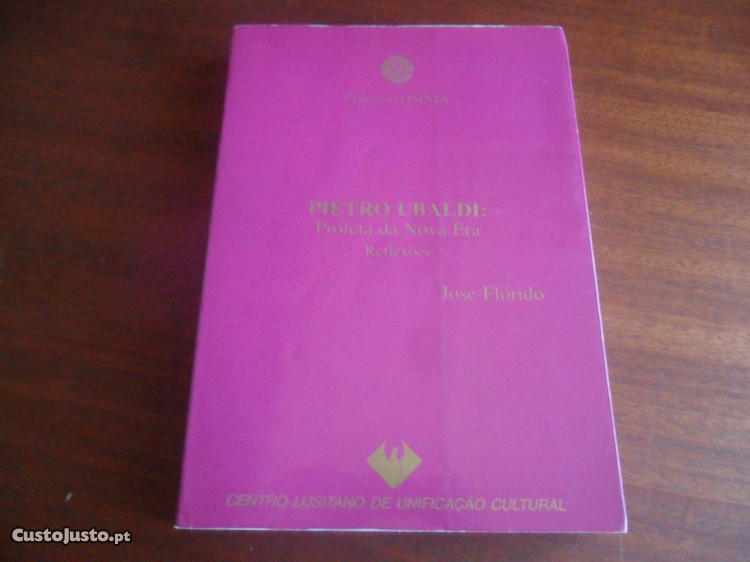 Colecção OMNIA
PIETRO UBALDI:
Profeta da Nova Era
Reflexões
José Flórido
CENTRO LUSITANO DE UNIFICAÇÃO CULTURAL
CustoJusto.pt